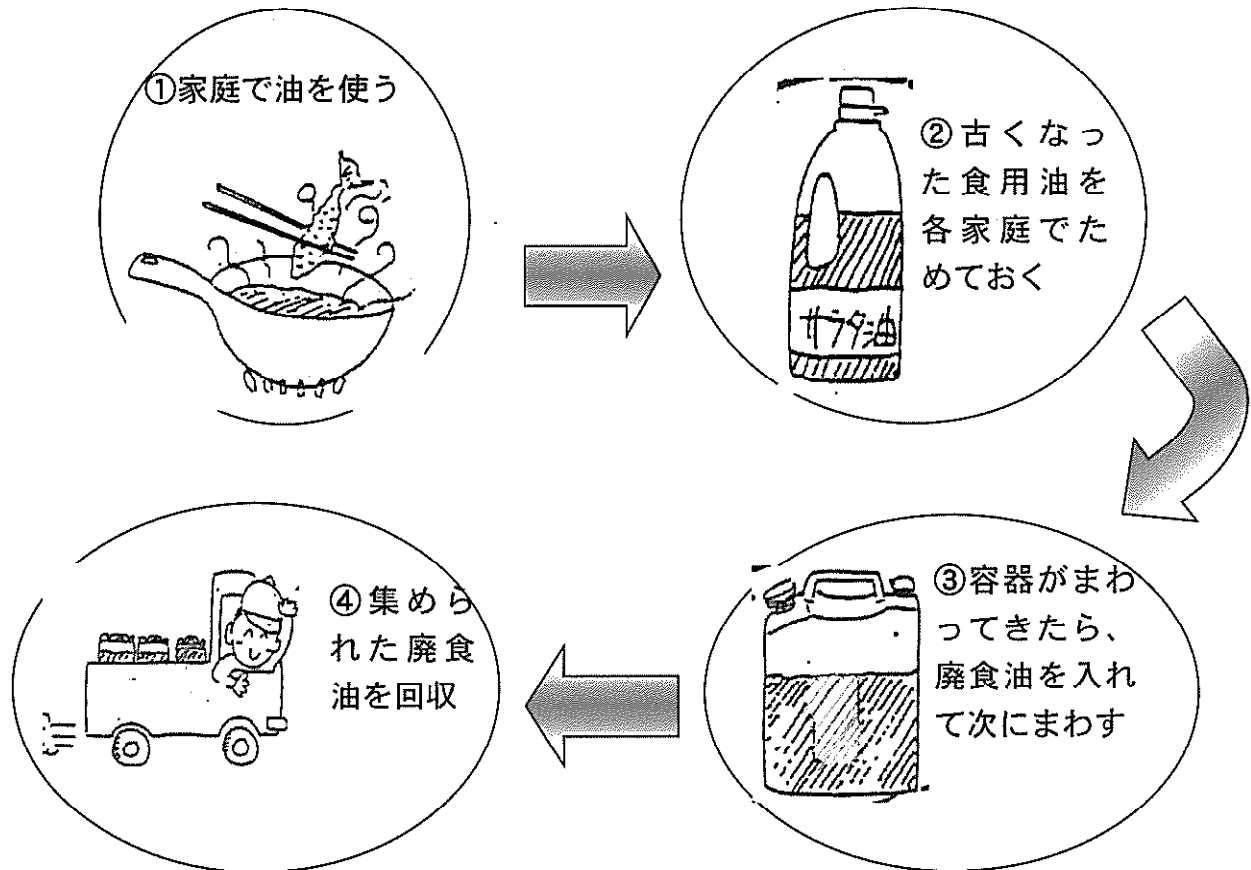 ①家庭で油を使う
②古くなっ
た食用油を
各家庭でた
めておく
サラダ油
③容器がまわ
ってきたら、
廃食油を入れ
て次にまわす
④集めら
れた廃食
油を回収